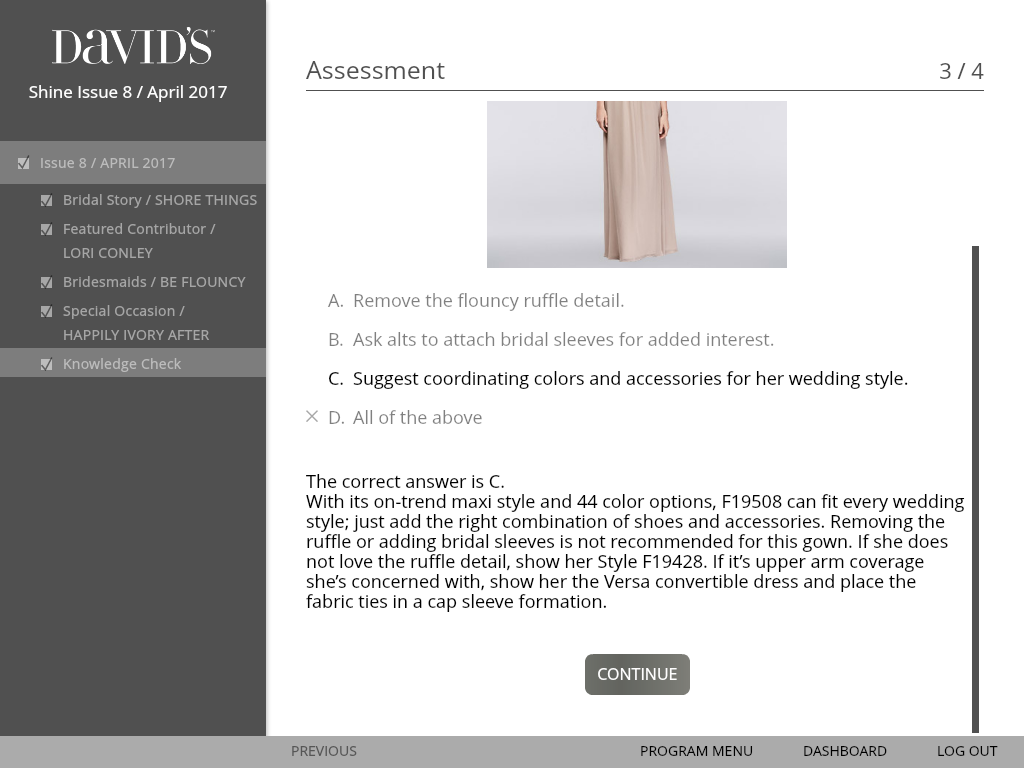 DAVID'S™
Shine Issue 8 / April 2017
Issue 8 / APRIL 2017
Bridal Story / SHORE THINGS
Featured Contributor /
LORI CONLEY
Bridesmaids / BE FLOUNCY
Special Occasion /
HAPPILY IVORY AFTER
Knowledge Check
Assessment
3 / 4
A. Remove the flouncy ruffle detail.
B. Ask alts to attach bridal sleeves for added interest.
C. Suggest coordinating colors and accessories for her wedding style.
D. All of the above
The correct answer is C.
With its on-trend maxi style and 44 color options, F19508 can fit every wedding
style; just add the right combination of shoes and accessories. Removing the
ruffle or adding bridal sleeves is not recommended for this gown. If she does
not love the ruffle detail, show her Style F19428. If it’s upper arm coverage
she’s concerned with, show her the Versa convertible dress and place the
fabric ties in a cap sleeve formation.
CONTINUE
PREVIOUS
PROGRAM MENU
DASHBOARD
LOG OUT